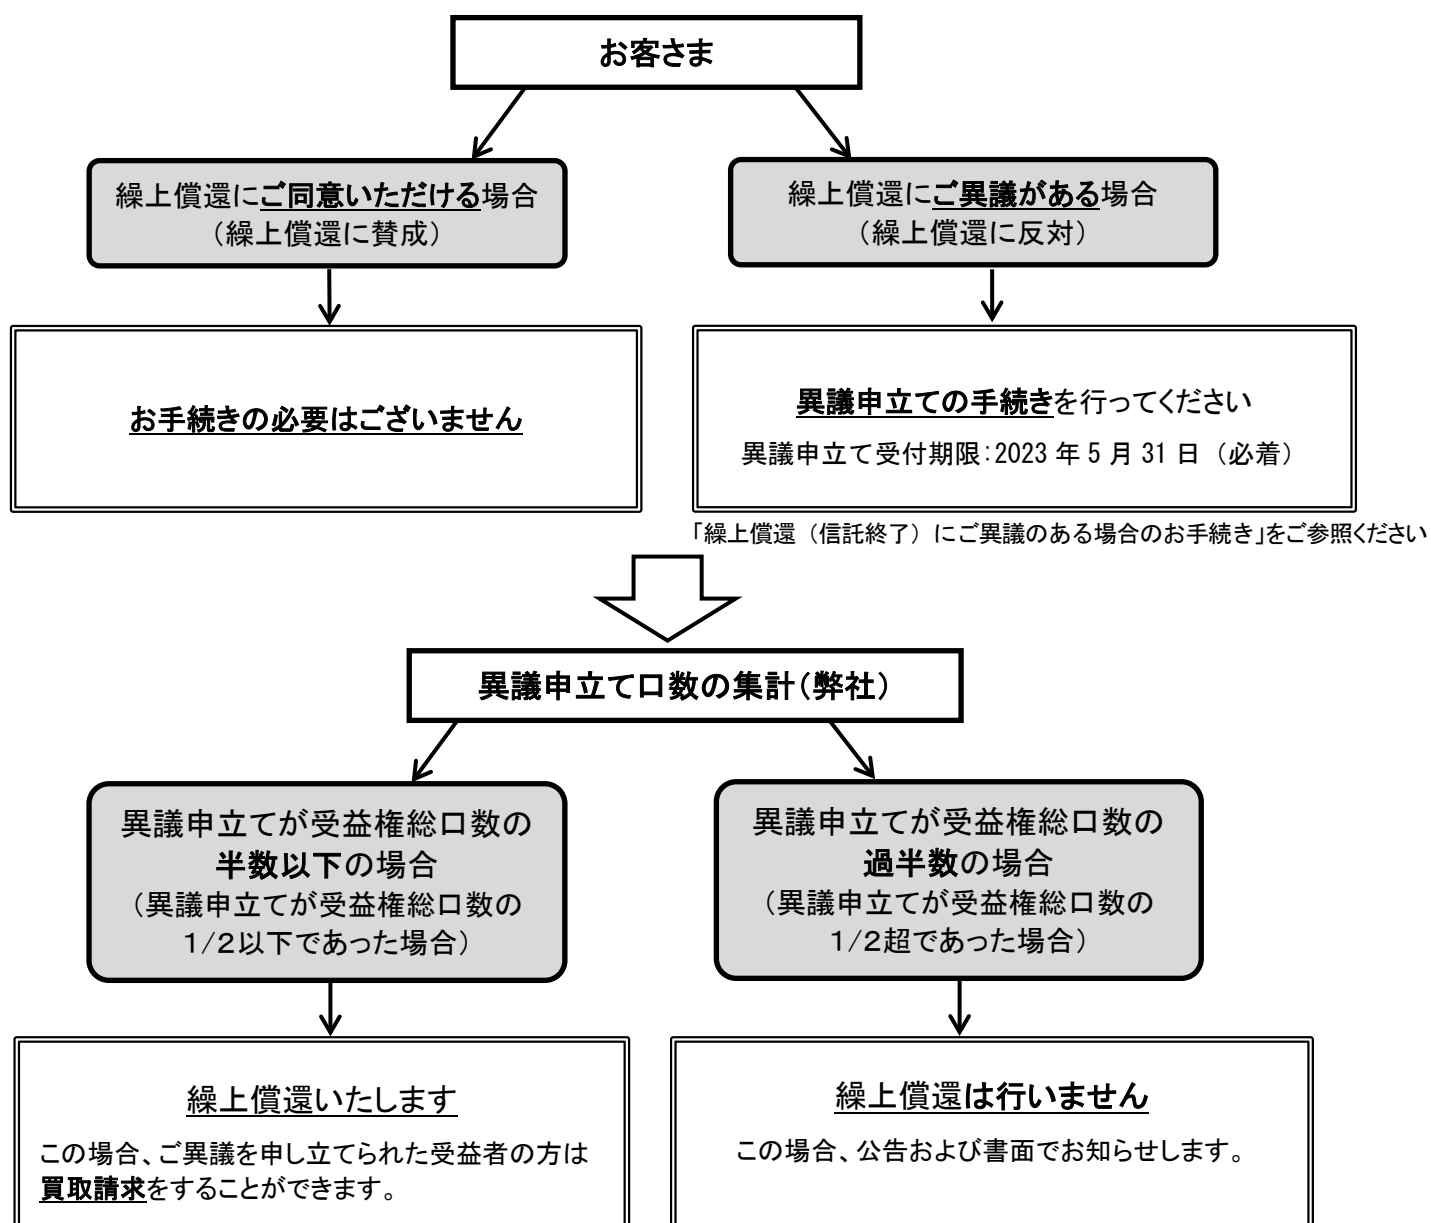 お客さま
繰上償還にご同意いただける場合
（繰上償還に賛成）
繰上償還にご異議がある場合
（繰上償還に反対）
お手続きの必要はございません
異議申立ての手続きを行ってください
異議申立て受付期限：2023 年 5 月 31 日 （必着）
「繰上償還（信託終了）にご異議のある場合のお手続き」をご参照ください
異議申立て口数の集計（弊社）
異議申立てが受益権総口数の
半数以下の場合
（異議申立てが受益権総口数の
１/２以下であった場合）
異議申立てが受益権総口数の
過半数の場合
（異議申立てが受益権総口数の
１/２超であった場合）
繰上償還いたします
この場合、ご異議を申し立てられた受益者の方は
買取請求をすることができます。
繰上償還は行いません
この場合、公告および書面でお知らせします。